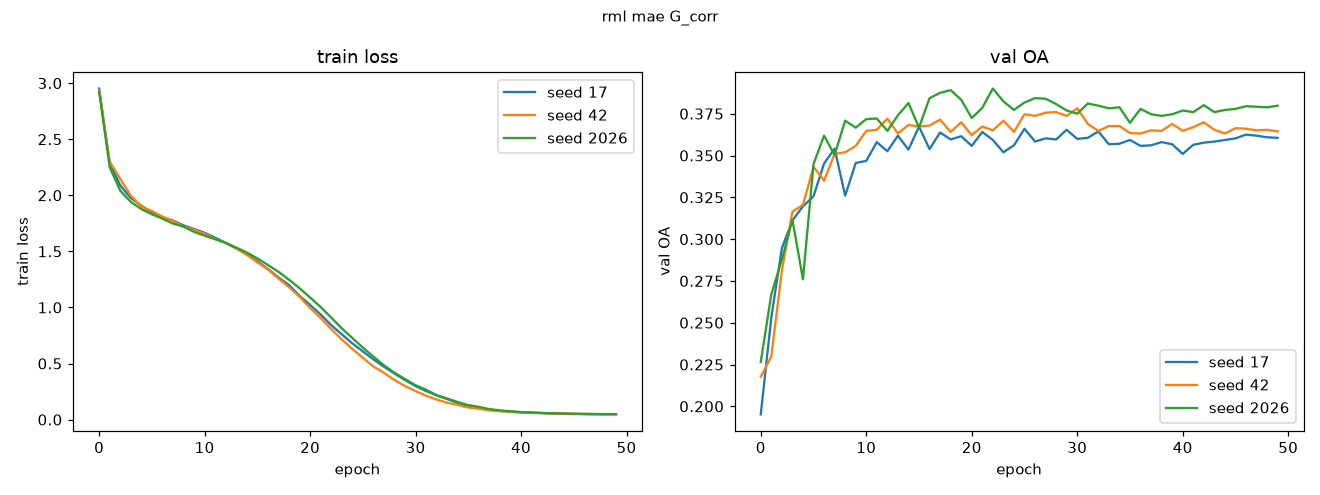 rml mae G_corr
train loss
train loss
3.0
2.5
2.0
1.5
1.0
0.5
0.0
0 10 20 30 40 50
epoch
seed 17
seed 42
seed 2026
val OA
val OA
0.375
0.350
0.325
0.300
0.275
0.250
0.225
0.200
0 10 20 30 40 50
epoch
seed 17
seed 42
seed 2026